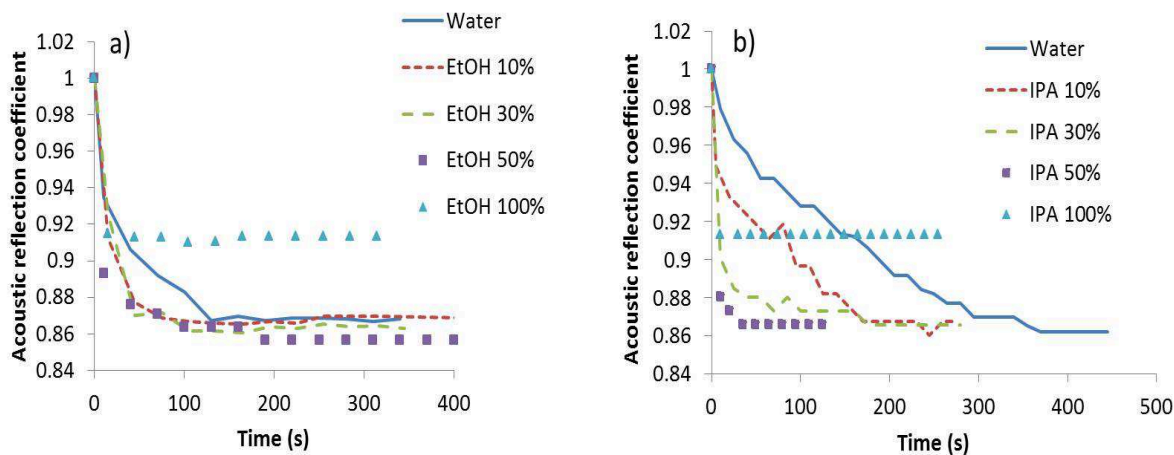 a)
Acoustic reflection coefficient
1.02
1
0.98
0.96
0.94
0.92
0.9
0.88
0.86
0.84
0 100 200 300 400
Time (s)
Water
EtOH 10%
EtOH 30%
EtOH 50%
EtOH 100%
b)
Acoustic reflection coefficient
1.02
1
0.98
0.96
0.94
0.92
0.9
0.88
0.86
0.84
0 100 200 300 400 500
Time (s)
Water
IPA 10%
IPA 30%
IPA 50%
IPA 100%